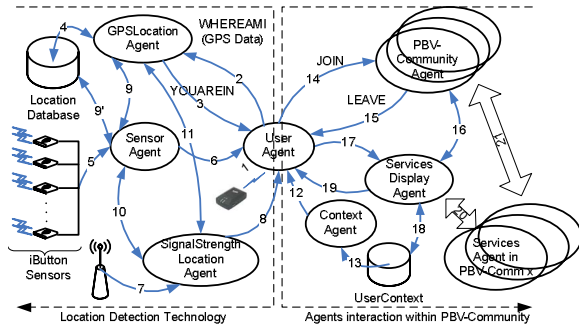 WHEREAMI
(GPS Data)
4
GPSLocation
Agent
2
14
JOIN
PBV-
Community
Agent
Location
Database
9'
9
YOUAREIN
3
11
LEAVE
15
16
21
5
Sensor
Agent
6
User
Agent
17
1
Services
Display
Agent
19
12
10
8
Context
Agent
18
20
iButton
Sensors
7
SignalStrength
Location
Agent
13
UserContext
Services
Agent in
PBV-Comm x
Location Detection Technology
Agents interaction within PBV-Community